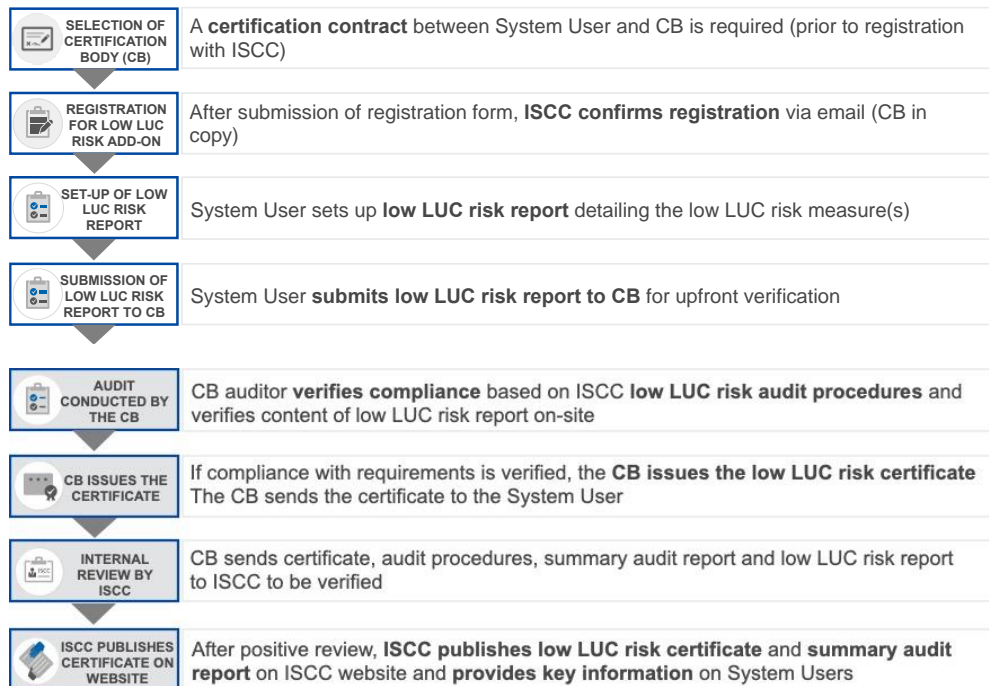 SELECTION OF
CERTIFICATION
BODY (CB)
A certification contract between System User and CB is required (prior to registration
with ISCC)
REGISTRATION
FOR LOW LUC
RISK ADD-ON
After submission of registration form, ISCC confirms registration via email (CB in
copy)
SET-UP OF LOW
LUC RISK
REPORT
System User sets up low LUC risk report detailing the low LUC risk measure(s)
SUBMISSION OF
LOW LUC RISK
REPORT TO CB
System User submits low LUC risk report to CB for upfront verification
AUDIT
CONDUCTED BY
THE CB
CB auditor verifies compliance based on ISCC low LUC risk audit procedures and
verifies content of low LUC risk report on-site
CB ISSUES THE
CERTIFICATE
If compliance with requirements is verified, the CB issues the low LUC risk certificate
The CB sends the certificate to the System User
ISCC
INTERNAL
REVIEW BY
ISCC
CB sends certificate, audit procedures, summary audit report and low LUC risk report
to ISCC to be verified
ISCC PUBLISHES
CERTIFICATE ON
WEBSITE
After positive review, ISCC publishes low LUC risk certificate and summary audit
report on ISCC website and provides key information on System Users